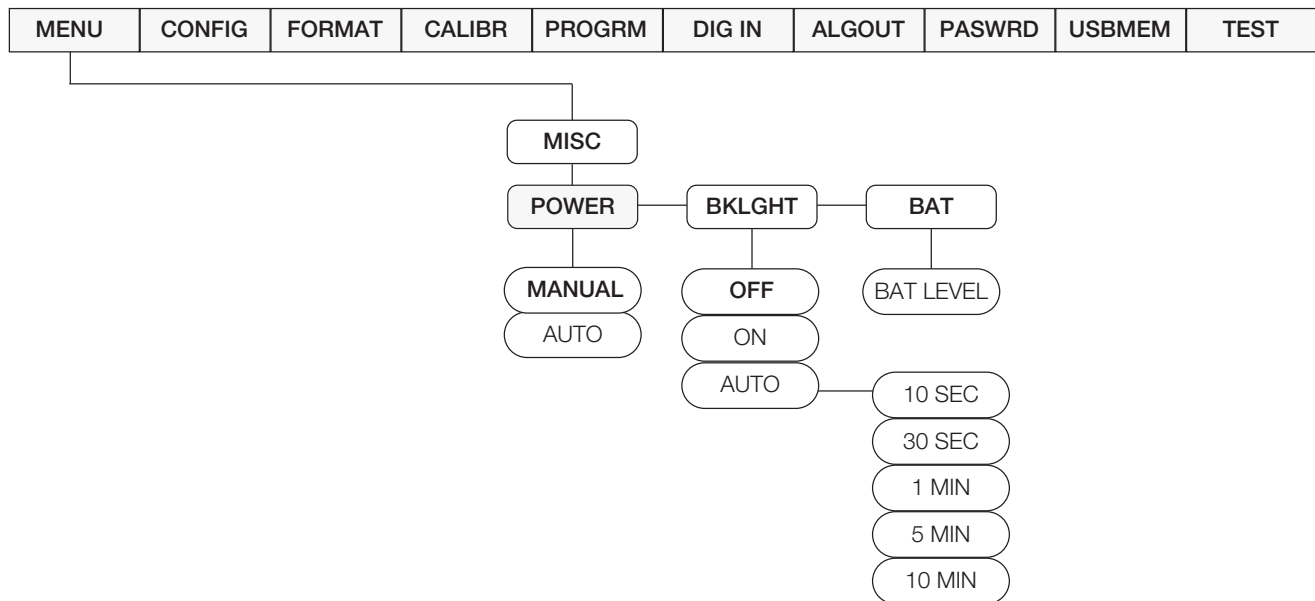 MENU CONFIG FORMAT CALIBR PROGRM DIG IN ALGOUT PASWRD USBMEM TEST
MISC
POWER BKLGHT BAT
MANUAL OFF BAT LEVEL
AUTO ON
AUTO 10 SEC
30 SEC
1 MIN
5 MIN
10 MIN